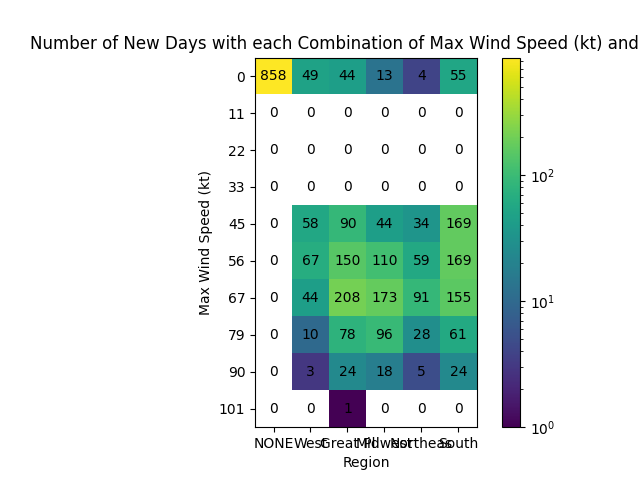 Number of New Days with each Combination of Max Wind Speed (kt) and
0 858 49 44 13 4 55
11 0 0 0 0 0 0
22 0 0 0 0 0 0
33 0 0 0 0 0 0
45 0 58 90 44 34 169
56 0 67 150 110 59 169
67 0 44 208 173 91 155
79 0 10 78 96 28 61
90 0 3 24 18 5 24
101 0 0 1 0 0 0
NONE West Great Pl Midwest Northeast South
Region
Max Wind Speed (kt)
10²
10¹
10⁰